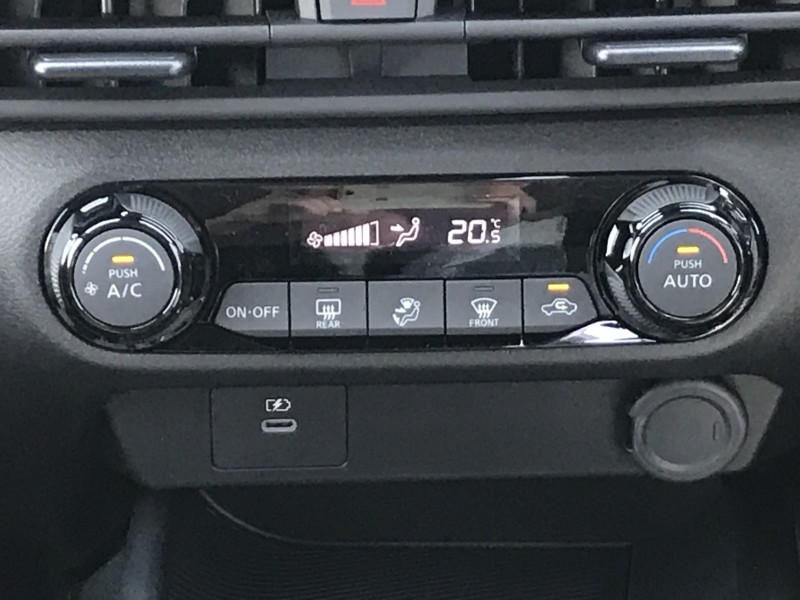 20.5 °C
PUSH
A/C
PUSH
AUTO
ON·OFF
REAR
FRONT